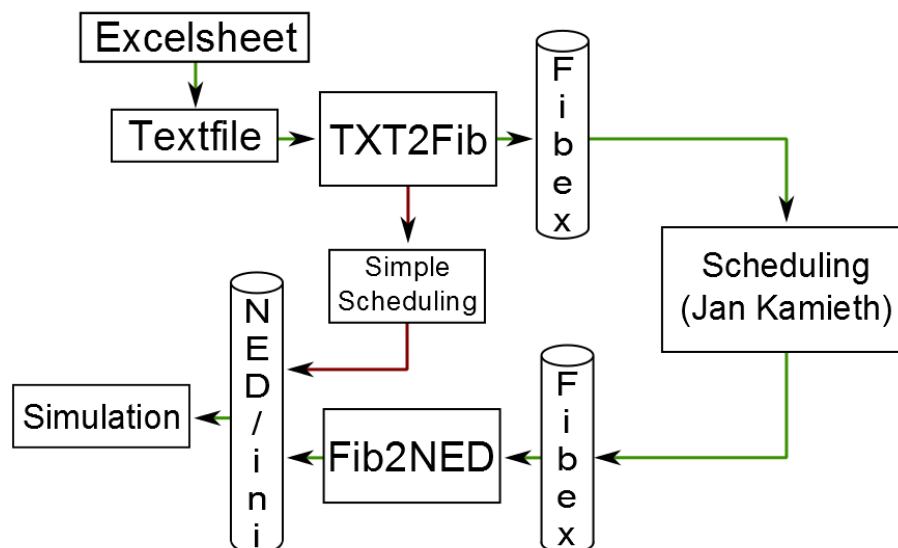 Excelsheet
Textfile
TXT2Fib
Fibex
Simple
Scheduling
Scheduling
(Jan Kamieth)
NED/ini
Simulation
Fib2NED
Fibex